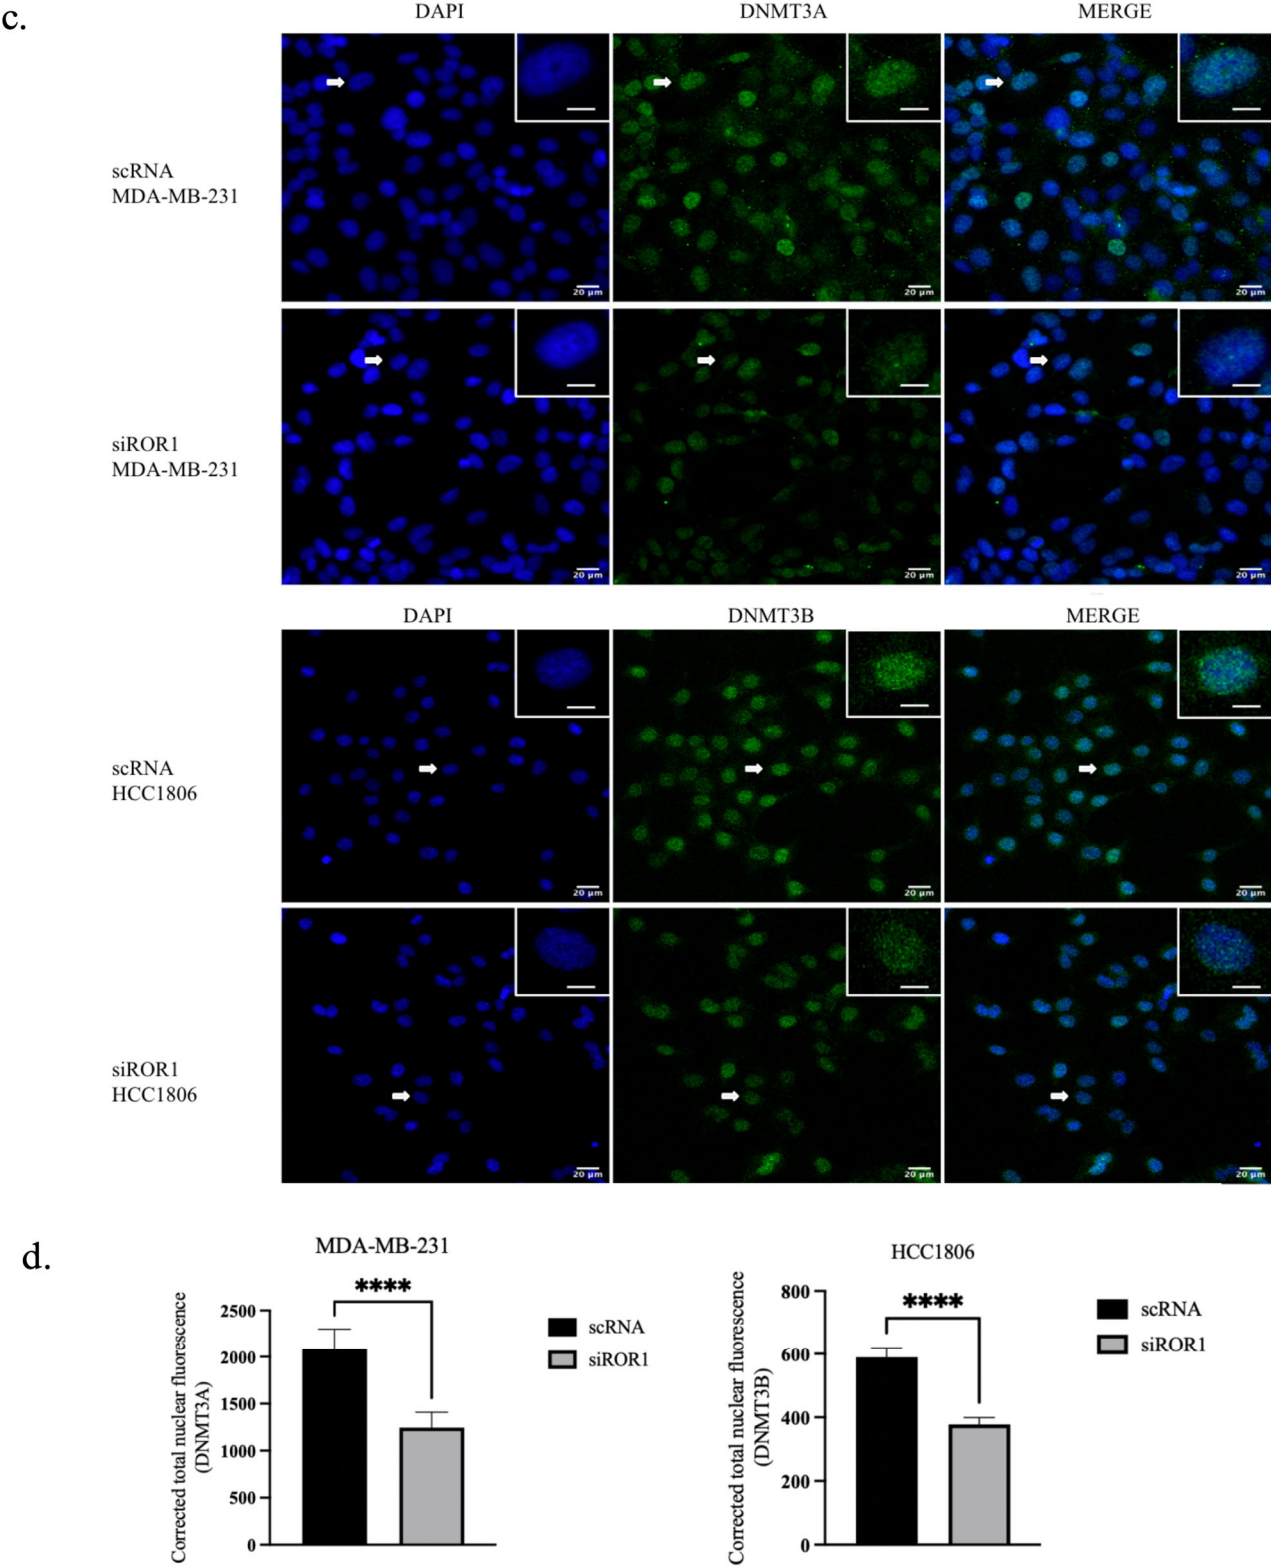 c.
DAPI DNMT3A MERGE
scRNA
MDA-MB-231
20 µm 20 µm 20 µm
siROR1
MDA-MB-231
20 µm 20 µm 20 µm
DAPI DNMT3B MERGE
scRNA
HCC1806
20 µm 20 µm 20 µm
siROR1
HCC1806
20 µm 20 µm 20 µm
d.
MDA-MB-231
Corrected total nuclear fluorescence
(DNMT3A)
2500
2000
1500
1000
500
0
****
scRNA
siROR1
HCC1806
Corrected total nuclear fluorescence
(DNMT3B)
800
600
400
200
0
****
scRNA
siROR1